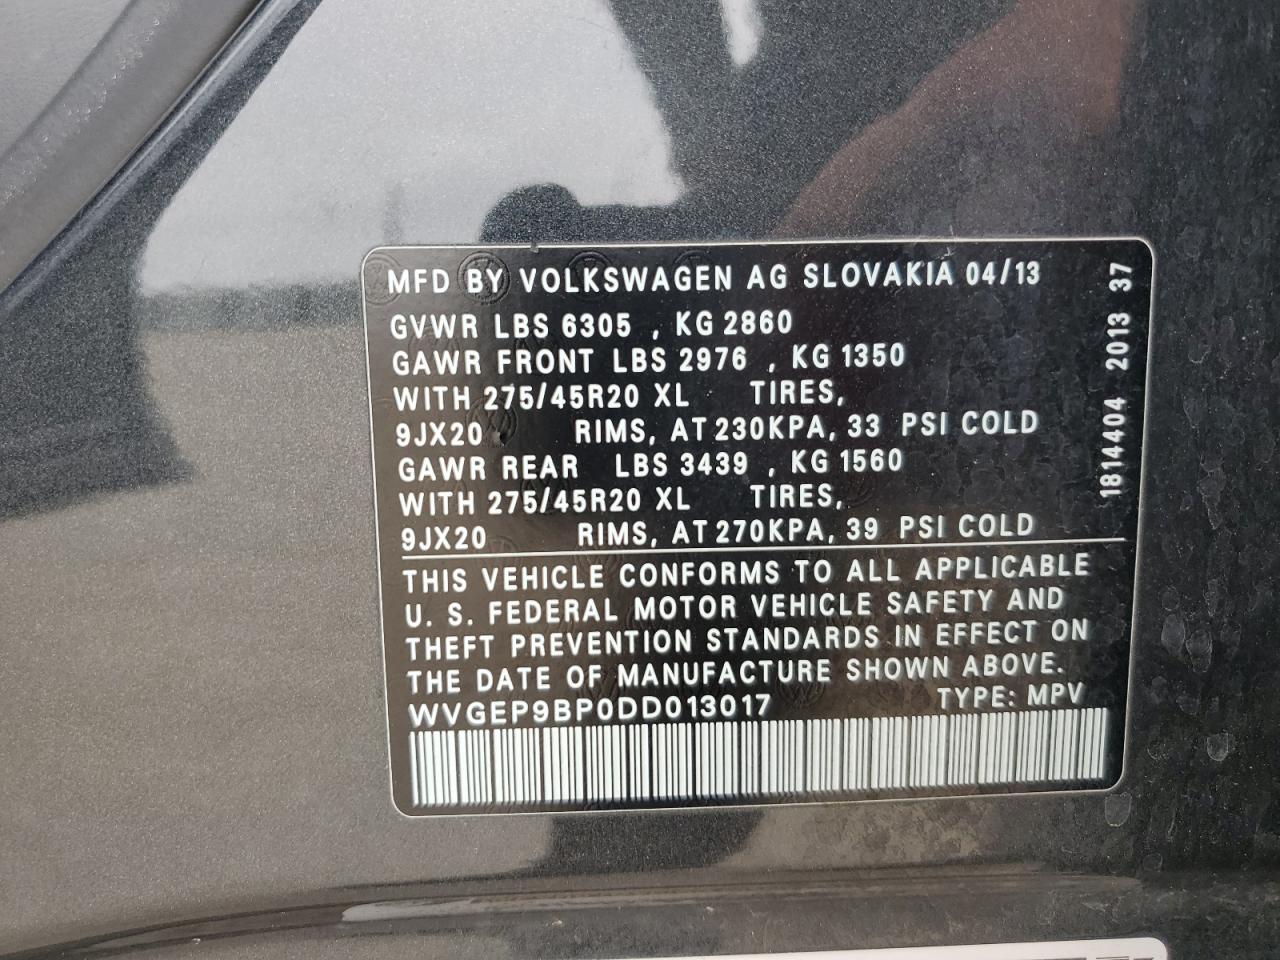 MFD BY VOLKSWAGEN AG SLOVAKIA 04/13
GVWR LBS 6305 , KG 2860
GAWR FRONT LBS 2976 , KG 1350
WITH 275/45R20 XL TIRES,
9JX20 RIMS, AT 230KPA, 33 PSI COLD
GAWR REAR LBS 3439 , KG 1560
WITH 275/45R20 XL TIRES,
9JX20 RIMS, AT 270KPA, 39 PSI COLD
THIS VEHICLE CONFORMS TO ALL APPLICABLE
U. S. FEDERAL MOTOR VEHICLE SAFETY AND
THEFT PREVENTION STANDARDS IN EFFECT ON
THE DATE OF MANUFACTURE SHOWN ABOVE.
WVGEP9BP0DD013017 TYPE: MPV
1814404 2013 37